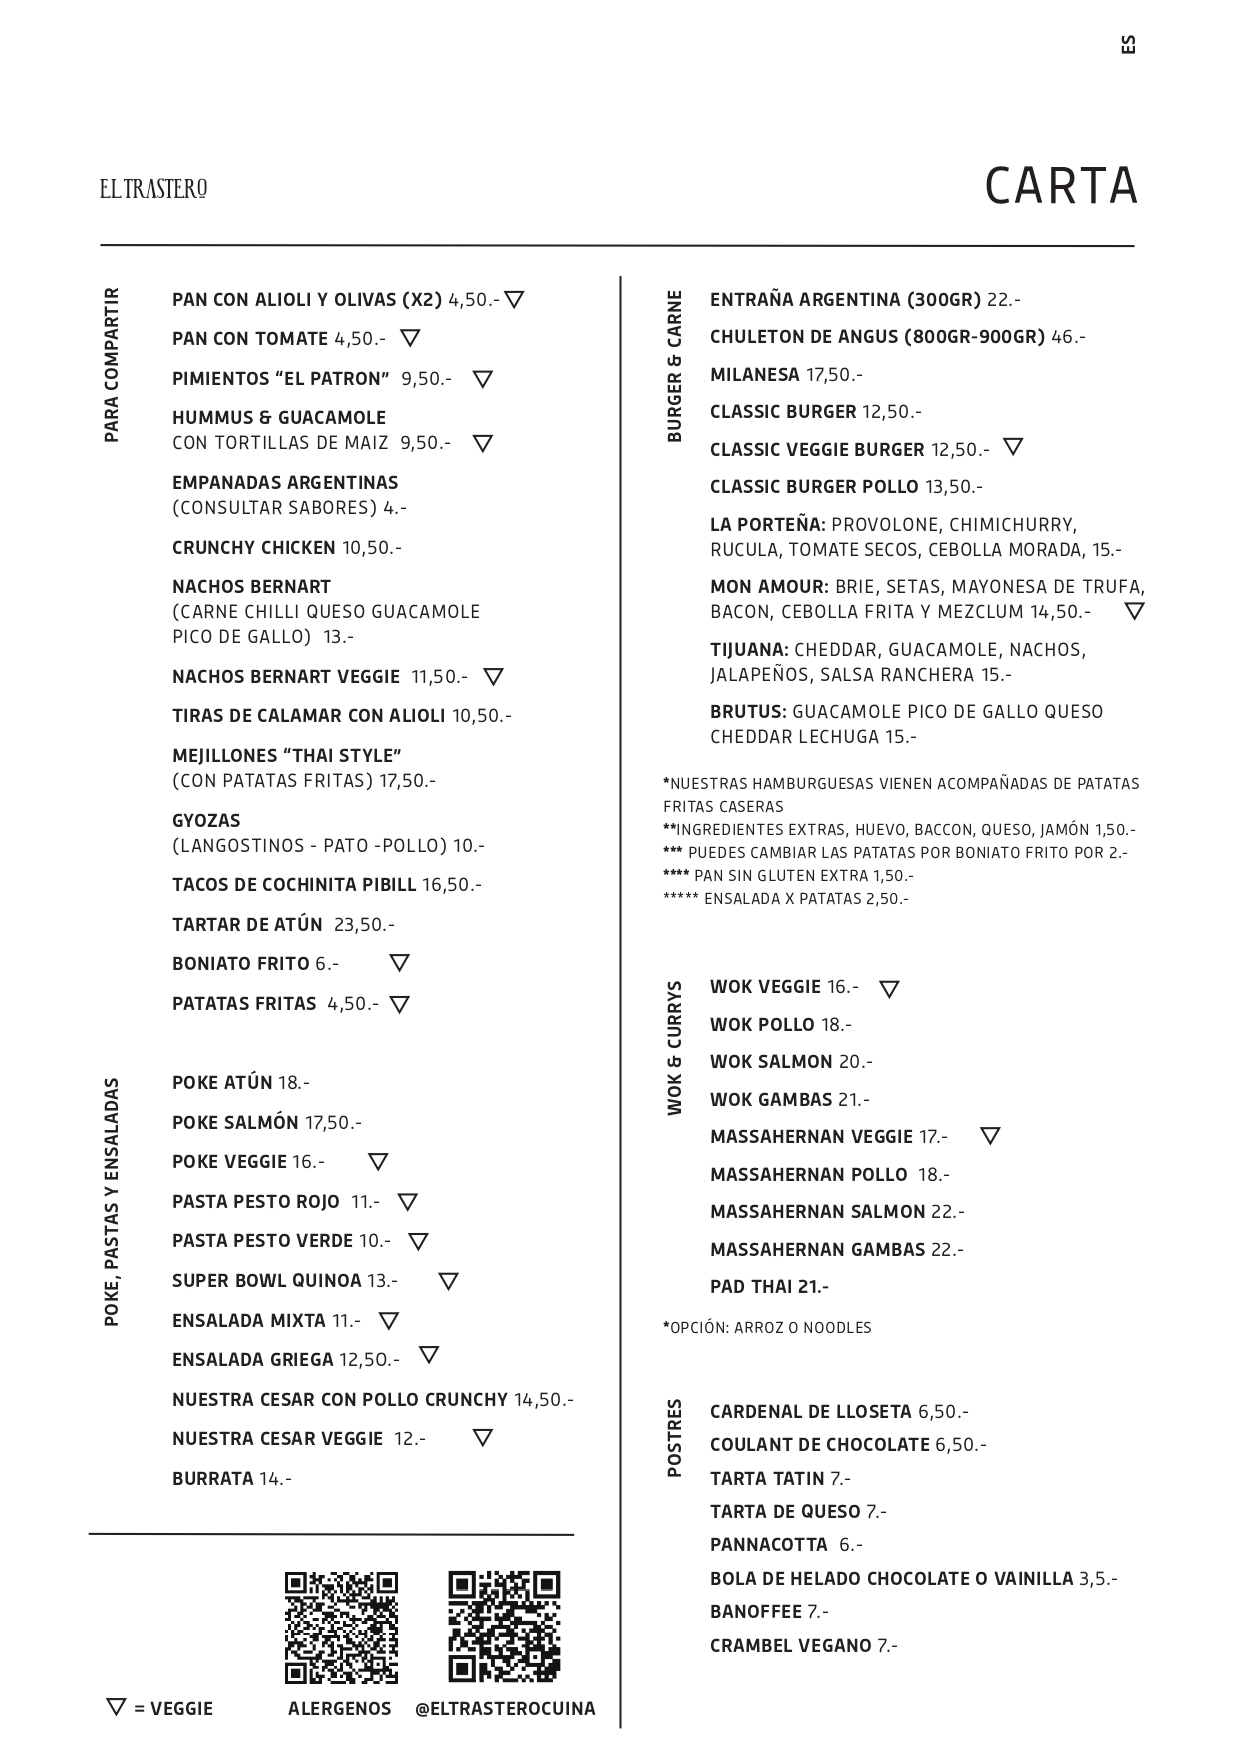 ES
EL TRASTERO
CARTA
PARA COMPARTIR
PAN CON ALIOLI Y OLIVAS (X2) 4,50.-
PAN CON TOMATE 4,50.-
PIMIENTOS “EL PATRON” 9,50.-
HUMMUS & GUACAMOLE
CON TORTILLAS DE MAIZ 9,50.-
EMPANADAS ARGENTINAS
(CONSULTAR SABORES) 4.-
CRUNCHY CHICKEN 10,50.-
NACHOS BERNART
(CARNE CHILLI QUESO GUACAMOLE
PICO DE GALLO) 13.-
NACHOS BERNART VEGGIE 11,50.-
TIRAS DE CALAMAR CON ALIOLI 10,50.-
MEJILLONES “THAI STYLE”
(CON PATATAS FRITAS) 17,50.-
GYOZAS
(LANGOSTINOS - PATO -POLLO) 10.-
TACOS DE COCHINITA PIBILL 16,50.-
TARTAR DE ATÚN 23,50.-
BONIATO FRITO 6.-
PATATAS FRITAS 4,50.-
POKE, PASTAS Y ENSALADAS
POKE ATÚN 18.-
POKE SALMÓN 17,50.-
POKE VEGGIE 16.-
PASTA PESTO ROJO 11.-
PASTA PESTO VERDE 10.-
SUPER BOWL QUINOA 13.-
ENSALADA MIXTA 11.-
ENSALADA GRIEGA 12,50.-
NUESTRA CESAR CON POLLO CRUNCHY 14,50.-
NUESTRA CESAR VEGGIE 12.-
BURRATA 14.-
= VEGGIE
ALERGENOS
@ELTRASTEROCUINA
BURGER & CARNE
ENTRAÑA ARGENTINA (300GR) 22.-
CHULETON DE ANGUS (800GR-900GR) 46.-
MILANESA 17,50.-
CLASSIC BURGER 12,50.-
CLASSIC VEGGIE BURGER 12,50.-
CLASSIC BURGER POLLO 13,50.-
LA PORTEÑA: PROVOLONE, CHIMICHURRY,
RUCULA, TOMATE SECOS, CEBOLLA MORADA, 15.-
MON AMOUR: BRIE, SETAS, MAYONESA DE TRUFA,
BACON, CEBOLLA FRITA Y MEZCLUM 14,50.-
TIJUANA: CHEDDAR, GUACAMOLE, NACHOS,
JALAPEÑOS, SALSA RANCHERA 15.-
BRUTUS: GUACAMOLE PICO DE GALLO QUESO
CHEDDAR LECHUGA 15.-
*NUESTRAS HAMBURGUESAS VIENEN ACOMPAÑADAS DE PATATAS
FRITAS CASERAS
**INGREDIENTES EXTRAS, HUEVO, BACCON, QUESO, JAMÓN 1,50.-
*** PUEDES CAMBIAR LAS PATATAS POR BONIATO FRITO POR 2.-
**** PAN SIN GLUTEN EXTRA 1,50.-
***** ENSALADA X PATATAS 2,50.-
WOK & CURRYS
WOK VEGGIE 16.-
WOK POLLO 18.-
WOK SALMON 20.-
WOK GAMBAS 21.-
MASSAHERNAN VEGGIE 17.-
MASSAHERNAN POLLO 18.-
MASSAHERNAN SALMON 22.-
MASSAHERNAN GAMBAS 22.-
PAD THAI 21.-
*OPCIÓN: ARROZ O NOODLES
POSTRES
CARDENAL DE LLOSETA 6,50.-
COULANT DE CHOCOLATE 6,50.-
TARTA TATIN 7.-
TARTA DE QUESO 7.-
PANNACOTTA 6.-
BOLA DE HELADO CHOCOLATE O VAINILLA 3,5.-
BANOFFEE 7.-
CRAMBEL VEGANO 7.-